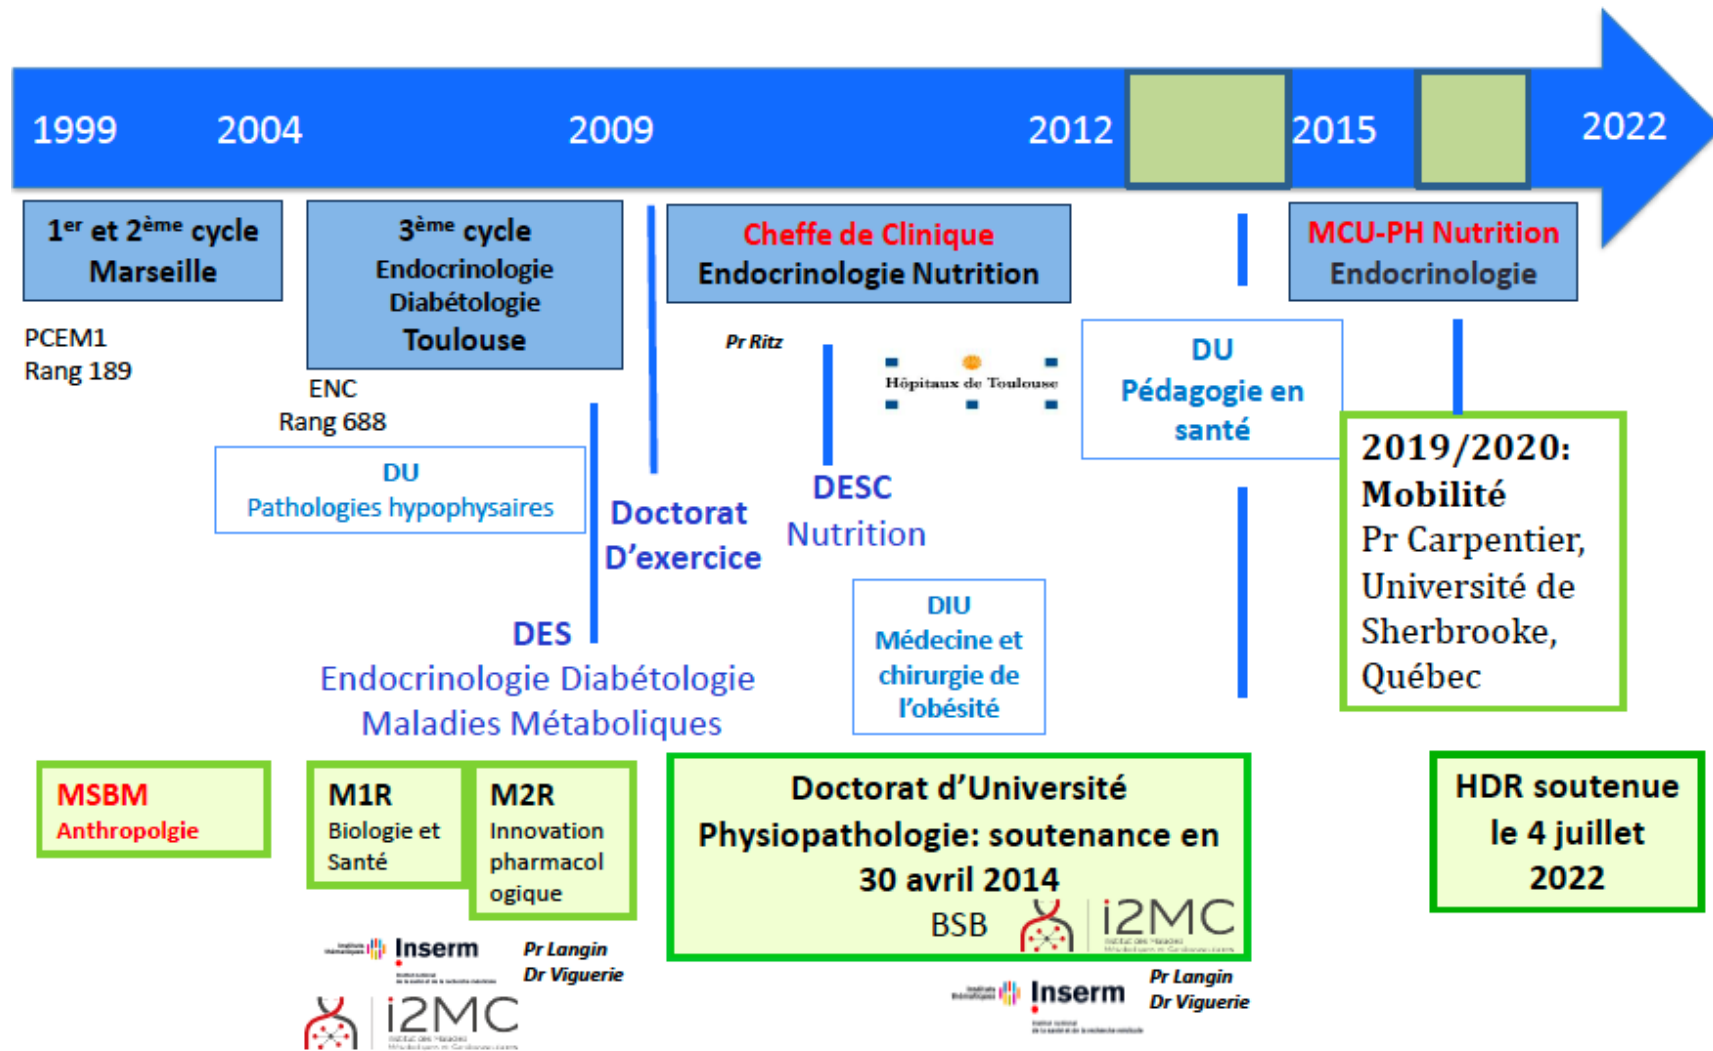 1999
2004
2009
2012
2015
2022
1er et 2ème cycle
Marseille
PCEM1
Rang 189
3ème cycle
Endocrinologie
Diabétologie
Toulouse
ENC
Rang 688
Cheffe de Clinique
Endocrinologie Nutrition
Pr Ritz
Hôpitaux de Toulouse
MCU-PH Nutrition
Endocrinologie
DU
Pathologies hypophysaires
Doctorat
D’exercice
DESC
Nutrition
DU
Pédagogie en
santé
2019/2020:
Mobilité
Pr Carpentier,
Université de
Sherbrooke,
Québec
DES
Endocrinologie Diabétologie
Maladies Métaboliques
DIU
Médecine et
chirurgie de
l’obésité
MSBM
Anthropolgie
M1R
Biologie et
Santé
M2R
Innovation
pharmacol
ogique
Doctorat d’Université
Physiopathologie: soutenance en
30 avril 2014
BSB
i2MC
HDR soutenue
le 4 juillet
2022
Inserm
Pr Langin
Dr Viguerie
i2MC
Inserm
Pr Langin
Dr Viguerie